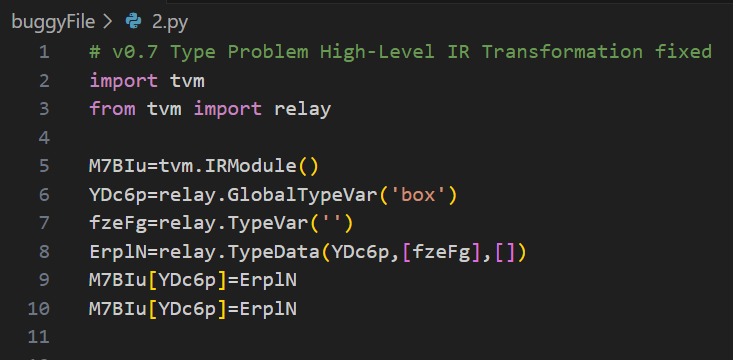 buggyFile > 2.py
1 # v0.7 Type Problem High-Level IR Transformation fixed
2 import tvm
3 from tvm import relay
4
5 M7BIu=tvm.IRModule()
6 YDc6p=relay.GlobalTypeVar('box')
7 fzeFg=relay.TypeVar('')
8 ErplN=relay.TypeData(YDc6p,[fzeFg],[])
9 M7BIu[YDc6p]=ErplN
10 M7BIu[YDc6p]=ErplN
11